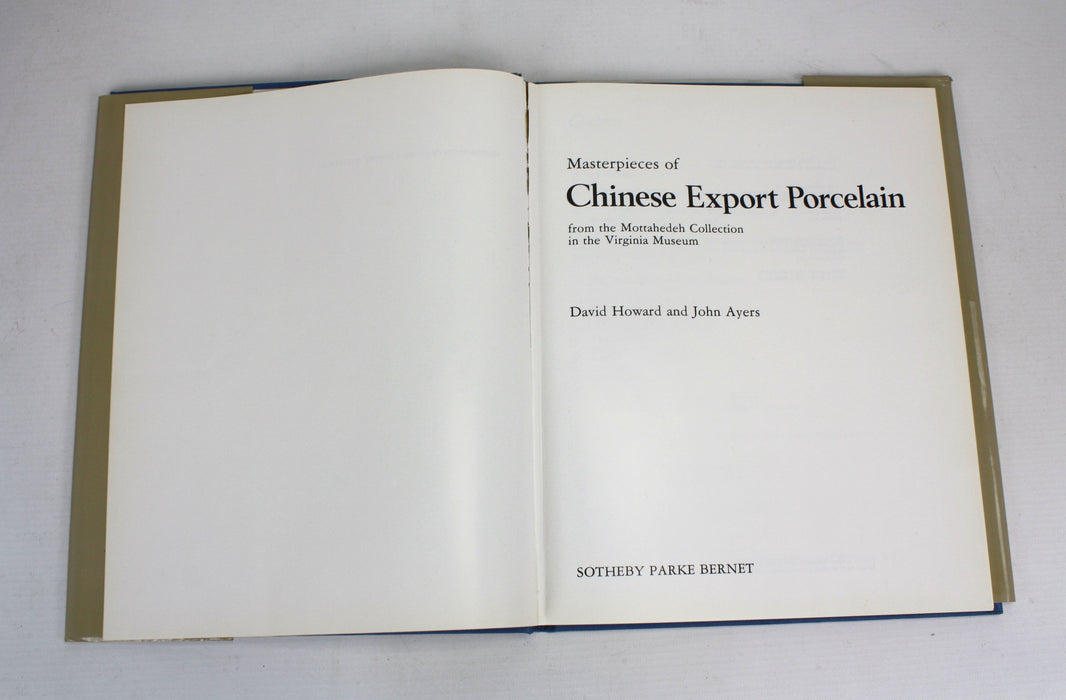 Masterpieces of
Chinese Export Porcelain
from the Mottahedeh Collection
in the Virginia Museum
David Howard and John Ayers
SOTHEBY PARKE BERNET